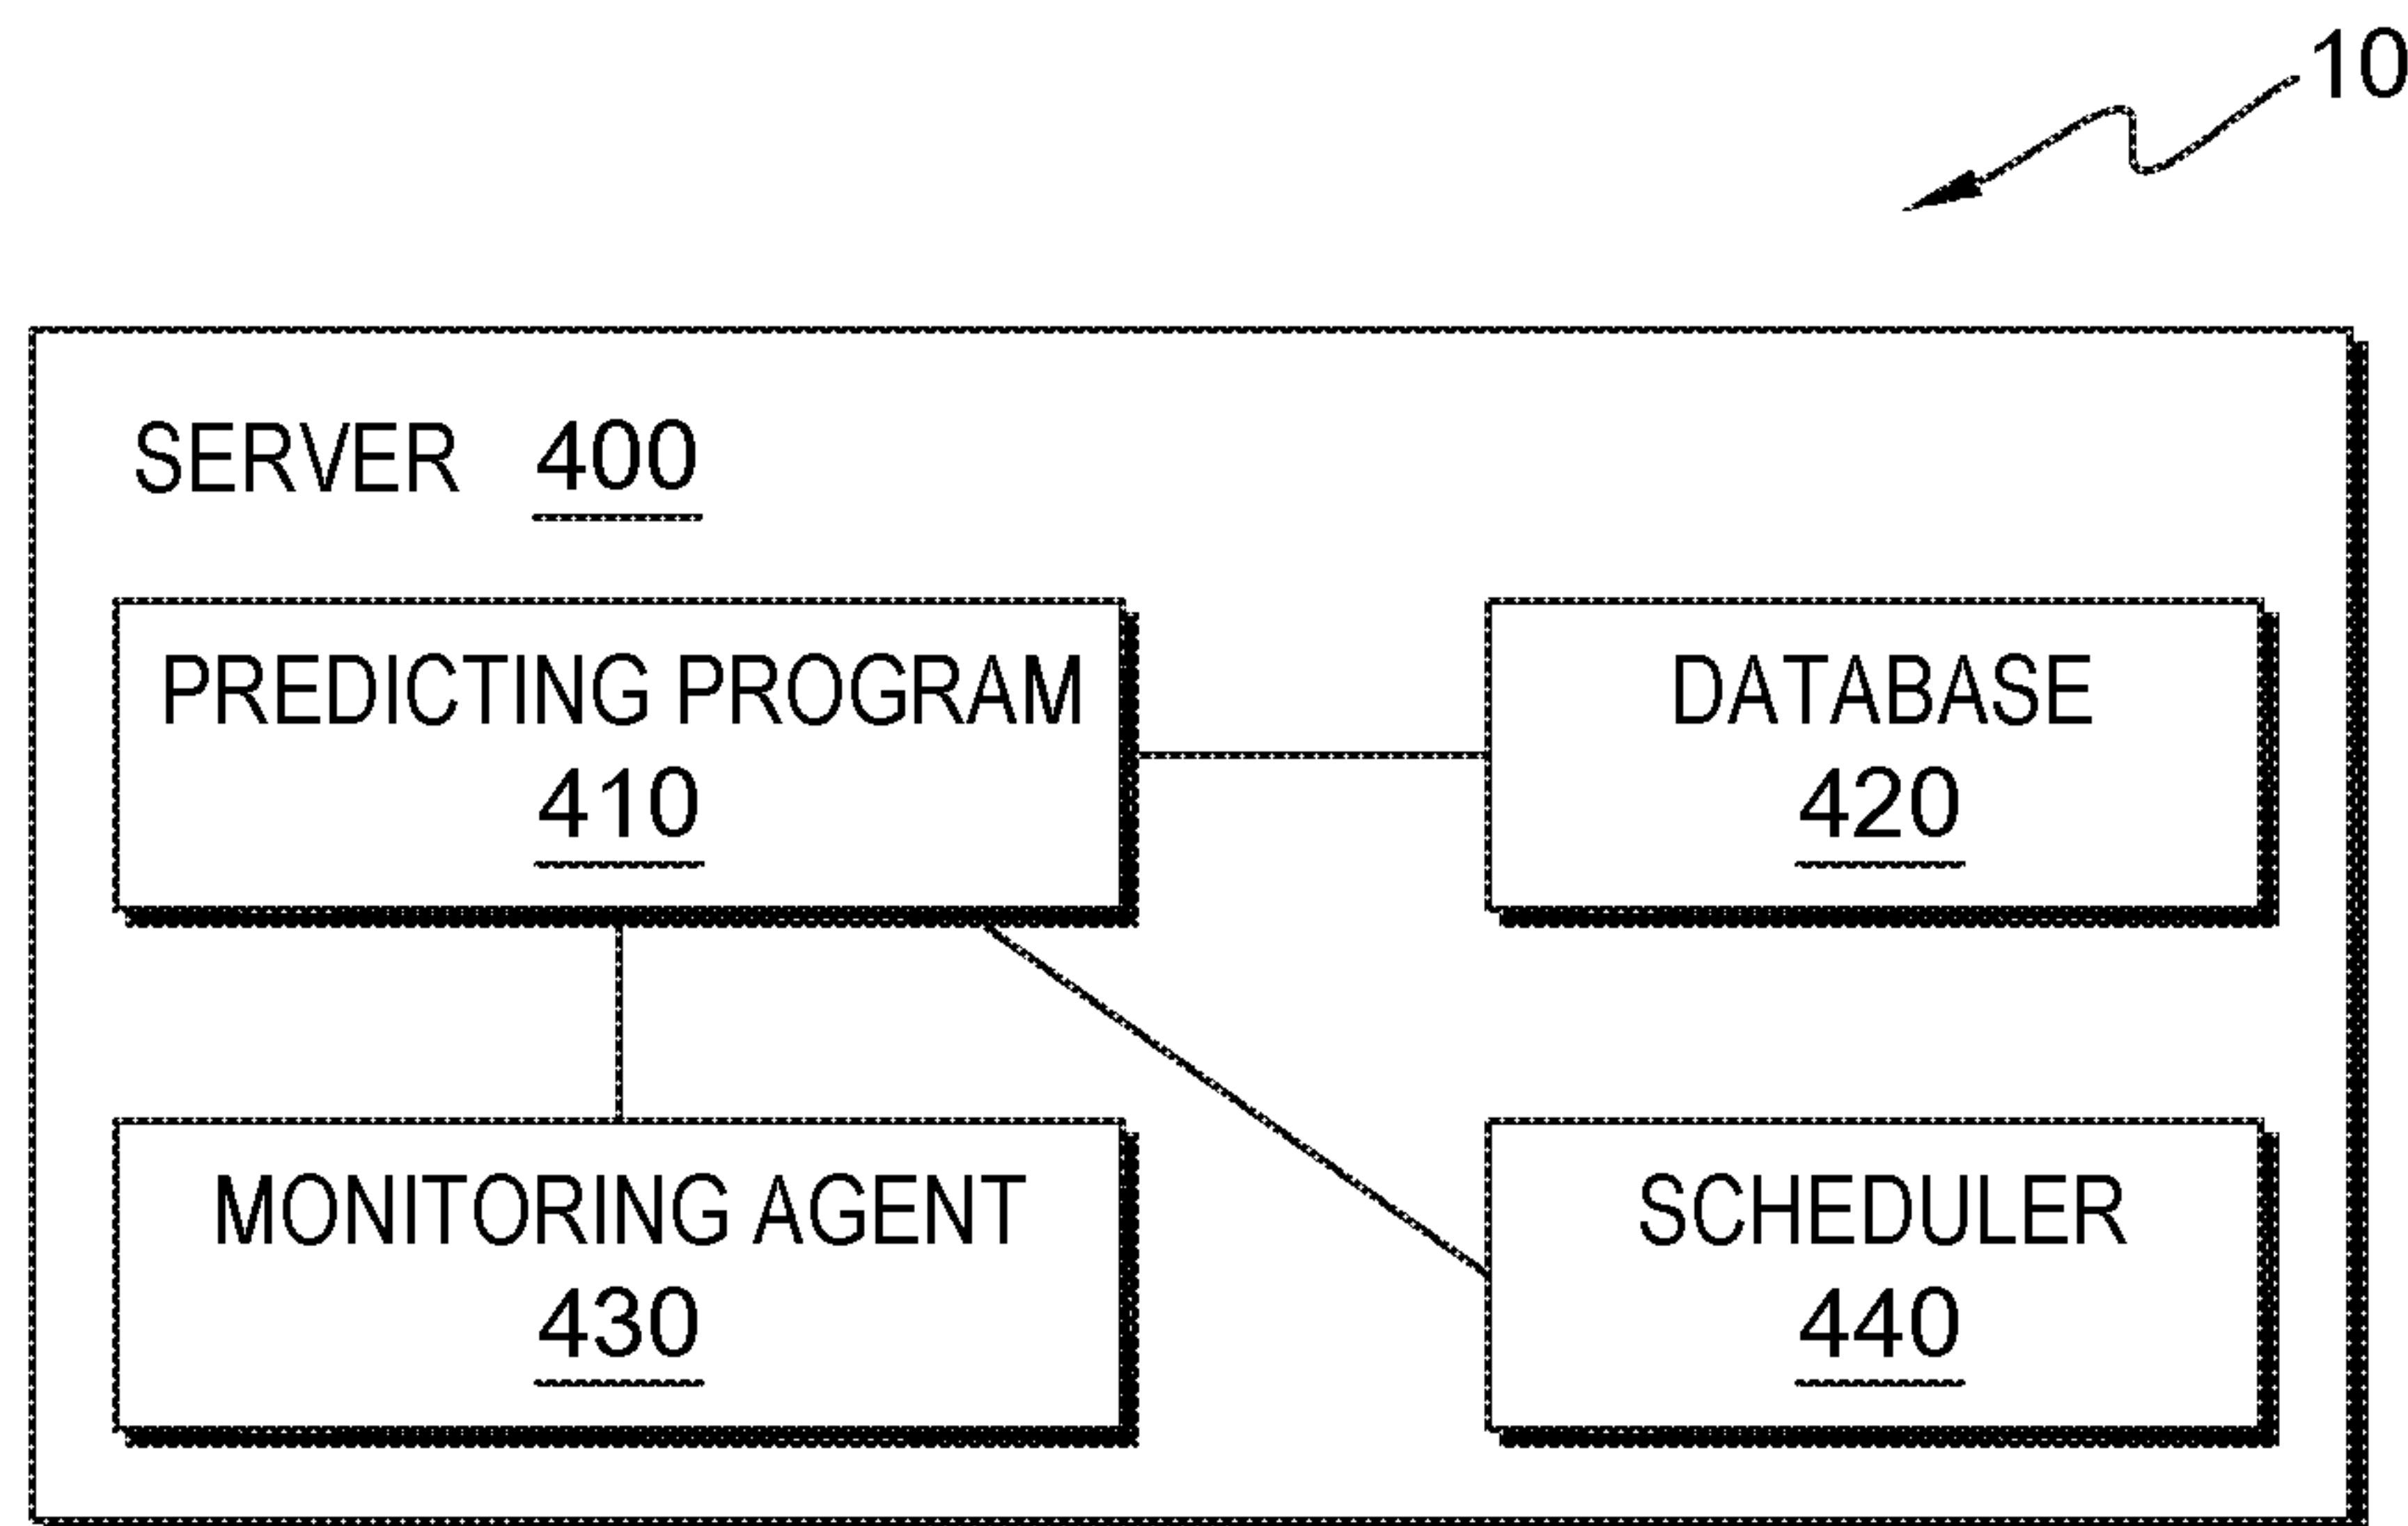 10
SERVER 400
PREDICTING PROGRAM
410
DATABASE
420
MONITORING AGENT
430
SCHEDULER
440